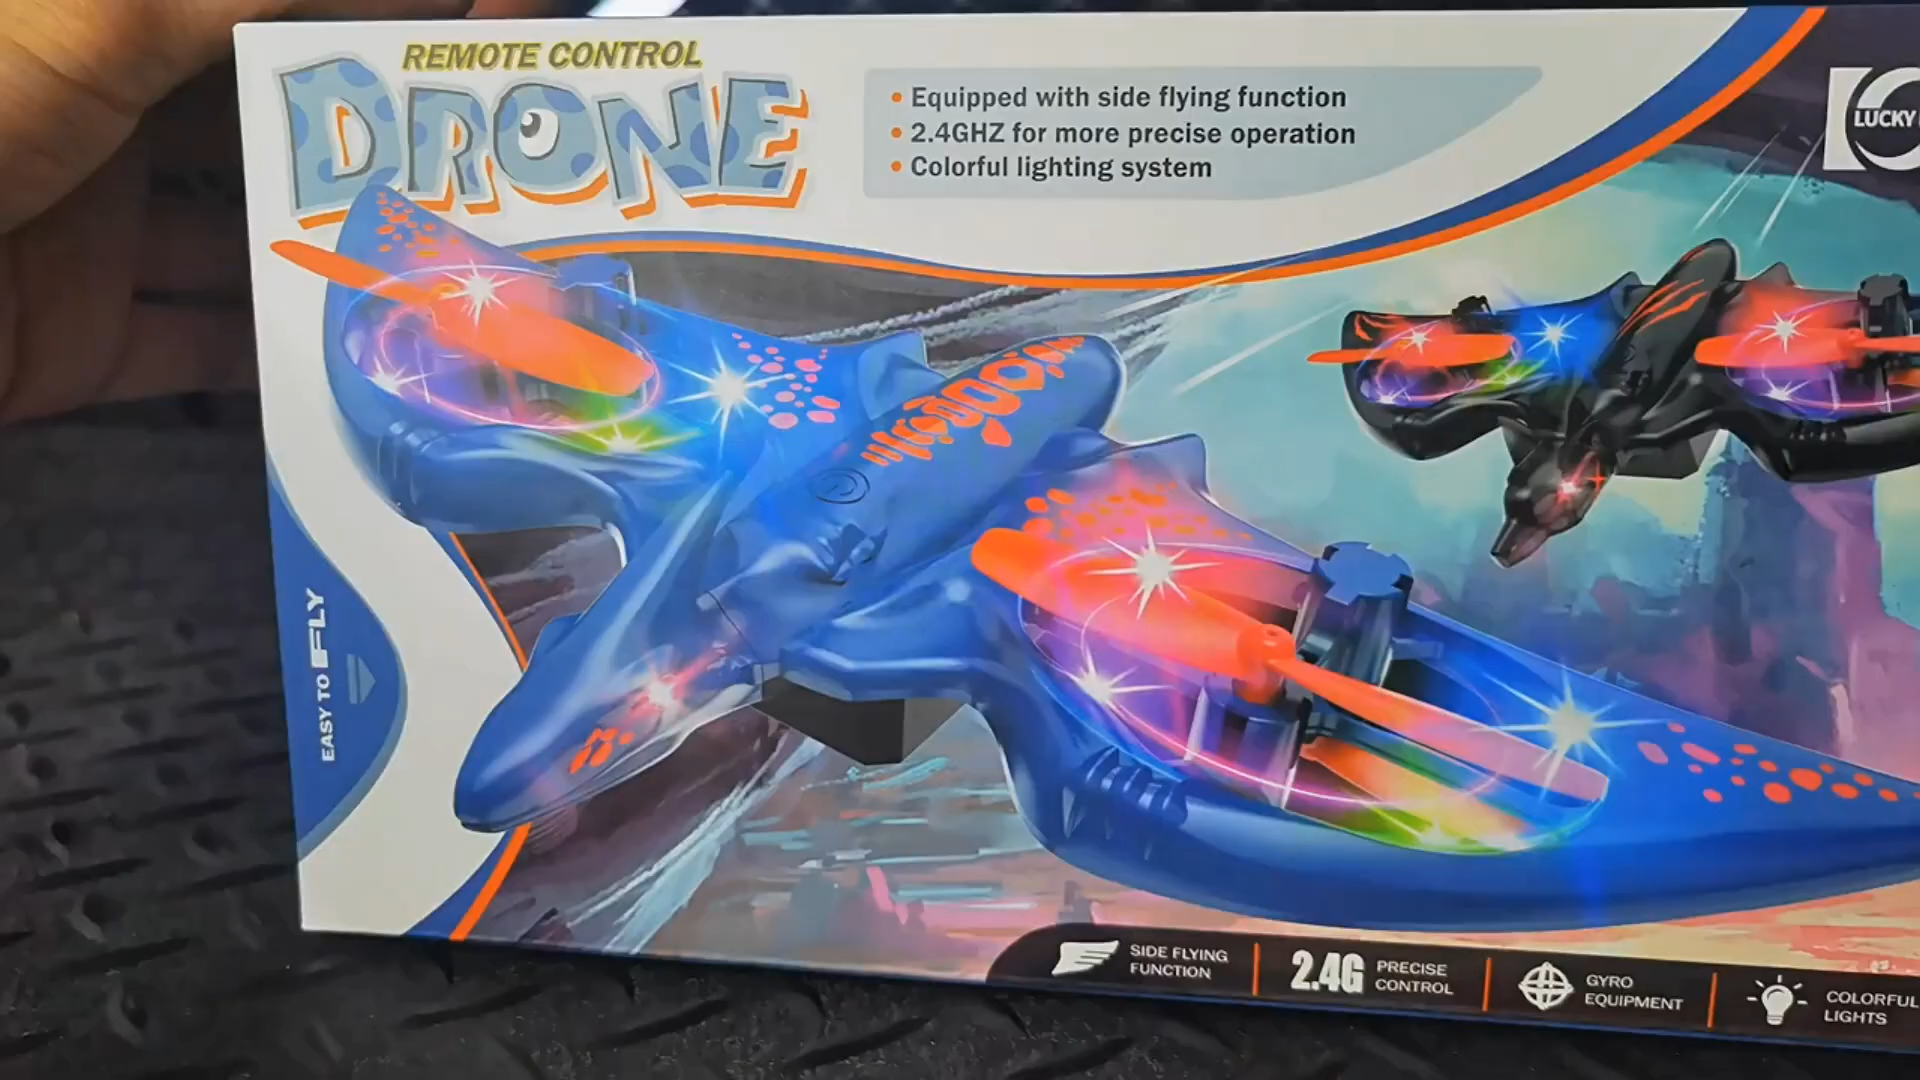 REMOTE CONTROL
DRONE
• Equipped with side flying function
• 2.4GHZ for more precise operation
• Colorful lighting system
LUCKY
EASY TO FLY
SIDE FLYING
FUNCTION
2.4G
PRECISE
CONTROL
GYRO
EQUIPMENT
COLORFUL
LIGHTS